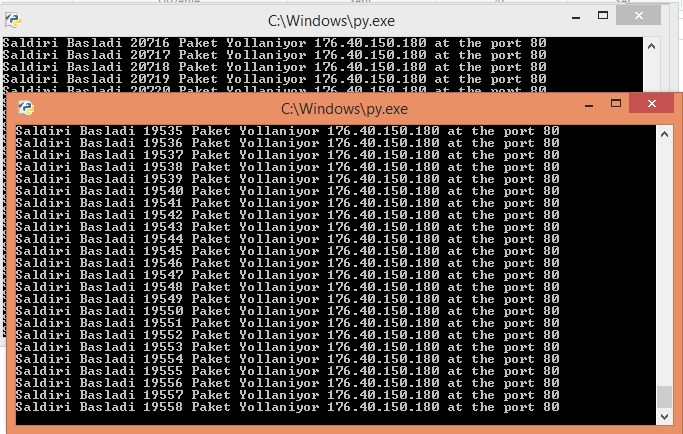 C:\Windows\py.exe
Saldiri Basladi 20716 Paket Yollaniyor 176.40.150.180 at the port 80
Saldiri Basladi 20717 Paket Yollaniyor 176.40.150.180 at the port 80
Saldiri Basladi 20718 Paket Yollaniyor 176.40.150.180 at the port 80
Saldiri Basladi 20719 Paket Yollaniyor 176.40.150.180 at the port 80
Saldiri Basladi 20720 Paket Yollaniyor 176.40.150.180 at the port 80
C:\Windows\py.exe
Saldiri Basladi 19535 Paket Yollaniyor 176.40.150.180 at the port 80
Saldiri Basladi 19536 Paket Yollaniyor 176.40.150.180 at the port 80
Saldiri Basladi 19537 Paket Yollaniyor 176.40.150.180 at the port 80
Saldiri Basladi 19538 Paket Yollaniyor 176.40.150.180 at the port 80
Saldiri Basladi 19539 Paket Yollaniyor 176.40.150.180 at the port 80
Saldiri Basladi 19540 Paket Yollaniyor 176.40.150.180 at the port 80
Saldiri Basladi 19541 Paket Yollaniyor 176.40.150.180 at the port 80
Saldiri Basladi 19542 Paket Yollaniyor 176.40.150.180 at the port 80
Saldiri Basladi 19543 Paket Yollaniyor 176.40.150.180 at the port 80
Saldiri Basladi 19544 Paket Yollaniyor 176.40.150.180 at the port 80
Saldiri Basladi 19545 Paket Yollaniyor 176.40.150.180 at the port 80
Saldiri Basladi 19546 Paket Yollaniyor 176.40.150.180 at the port 80
Saldiri Basladi 19547 Paket Yollaniyor 176.40.150.180 at the port 80
Saldiri Basladi 19548 Paket Yollaniyor 176.40.150.180 at the port 80
Saldiri Basladi 19549 Paket Yollaniyor 176.40.150.180 at the port 80
Saldiri Basladi 19550 Paket Yollaniyor 176.40.150.180 at the port 80
Saldiri Basladi 19551 Paket Yollaniyor 176.40.150.180 at the port 80
Saldiri Basladi 19552 Paket Yollaniyor 176.40.150.180 at the port 80
Saldiri Basladi 19553 Paket Yollaniyor 176.40.150.180 at the port 80
Saldiri Basladi 19554 Paket Yollaniyor 176.40.150.180 at the port 80
Saldiri Basladi 19555 Paket Yollaniyor 176.40.150.180 at the port 80
Saldiri Basladi 19556 Paket Yollaniyor 176.40.150.180 at the port 80
Saldiri Basladi 19557 Paket Yollaniyor 176.40.150.180 at the port 80
Saldiri Basladi 19558 Paket Yollaniyor 176.40.150.180 at the port 80